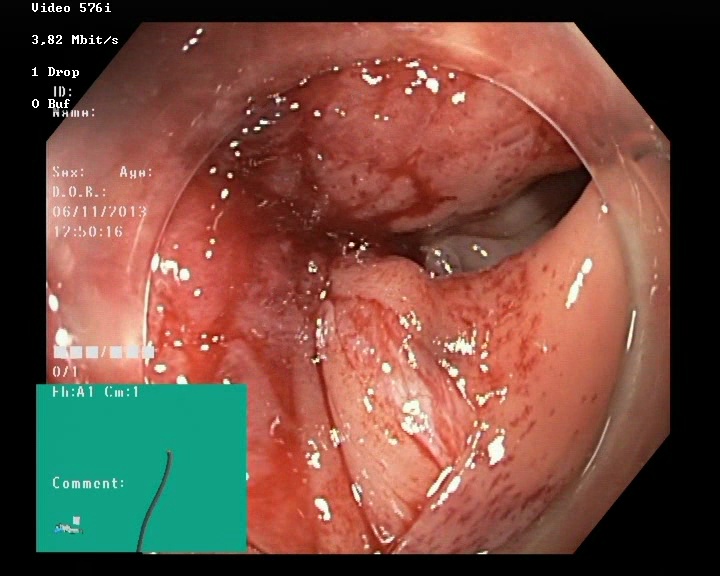 Video 576i
3,82 Mbit/s
1 Drop
ID:
0 Buf
Name:
Sex: Age:
D.O.B.:
06/11/2013
12:50:16
0/1
Eh:A1 Cm:1
Comment: